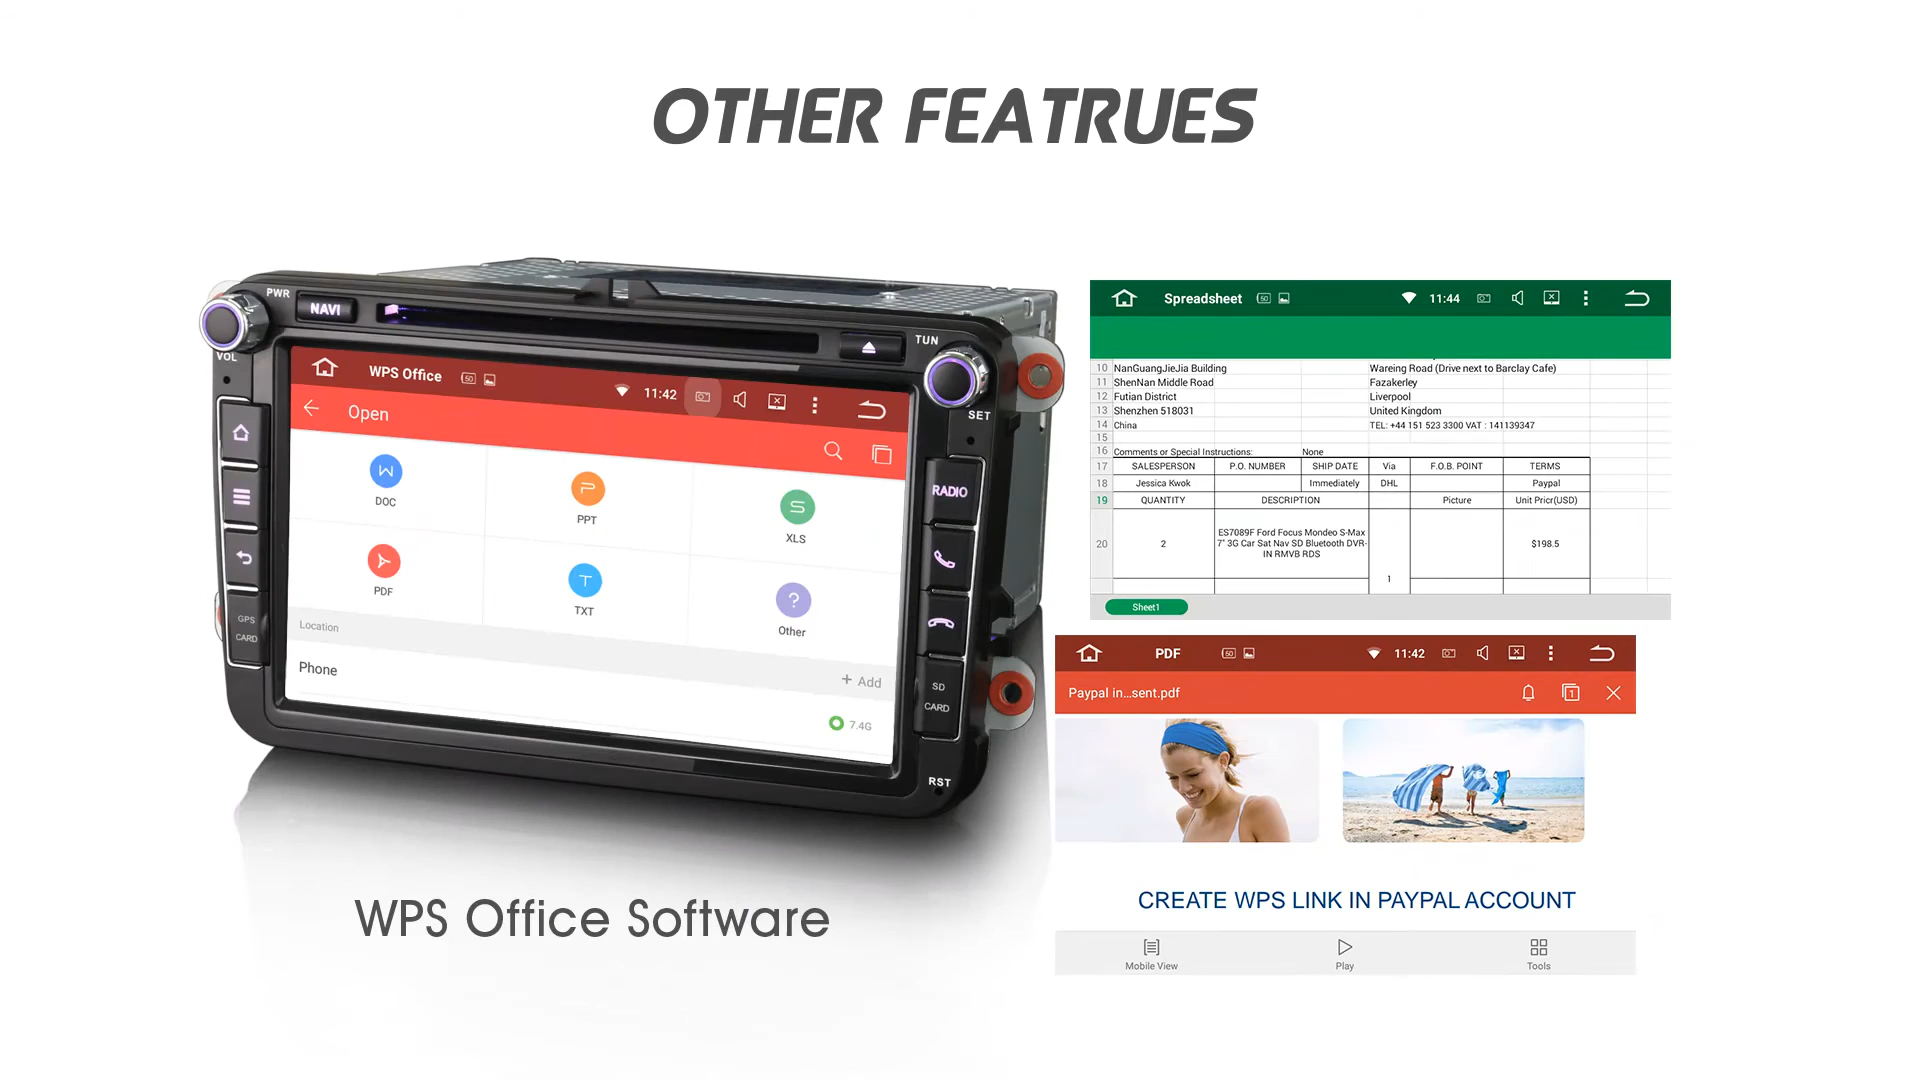 OTHER FEATRUES
PWR
NAVI
VOL
TUN
SET
WPS Office
50
11:42
Open
DOC
PPT
XLS
PDF
TXT
?
Other
Location
Phone
+ Add
7.4G
GPS
CARD
RADIO
SD
CARD
RST
WPS Office Software
Spreadsheet 50 11:44
10 NanGuangJieJia Building Wareing Road (Drive next to Barclay Cafe)
11 ShenNan Middle Road Fazakerley
12 Futian District Liverpool
13 Shenzhen 518031 United Kingdom
14 China TEL: +44 151 523 3300 VAT : 141139347
15
16 Comments or Special Instructions: None
17 SALESPERSON P.O. NUMBER SHIP DATE Via F.O.B. POINT TERMS
18 Jessica Kwok Immediately DHL Paypal
19 QUANTITY DESCRIPTION Picture Unit Pricr(USD)
ES7089F Ford Focus Mondeo S-Max
20 2 7" 3G Car Sat Nav SD Bluetooth DVR- $198.5
IN RMVB RDS
1
Sheet1
PDF 50 11:42
Paypal in...sent.pdf 1
CREATE WPS LINK IN PAYPAL ACCOUNT
Mobile View Play Tools